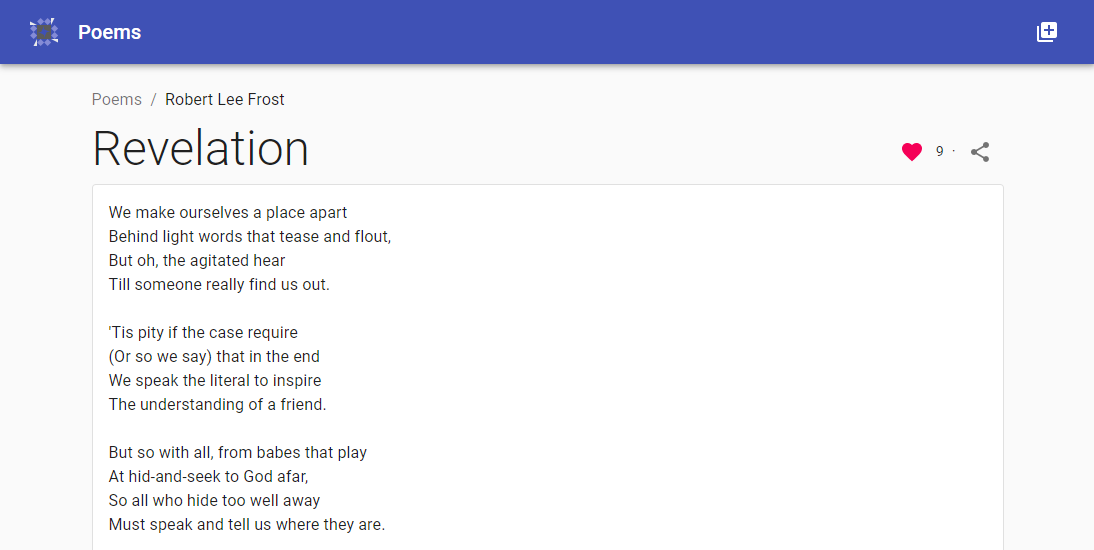 Poems
Poems / Robert Lee Frost
Revelation
9 ·
We make ourselves a place apart
Behind light words that tease and flout,
But oh, the agitated hear
Till someone really find us out.
'Tis pity if the case require
(Or so we say) that in the end
We speak the literal to inspire
The understanding of a friend.
But so with all, from babes that play
At hid-and-seek to God afar,
So all who hide too well away
Must speak and tell us where they are.